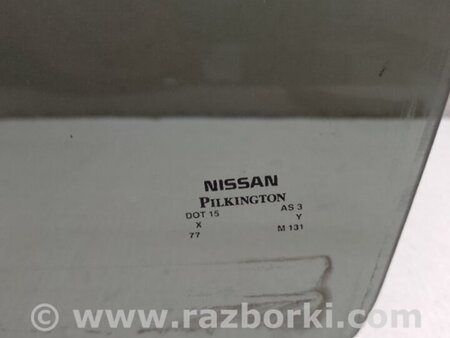 NISSAN
PILKINGTON
DOT 15 AS 3
X Y
77 M 131
© www.razborki.com